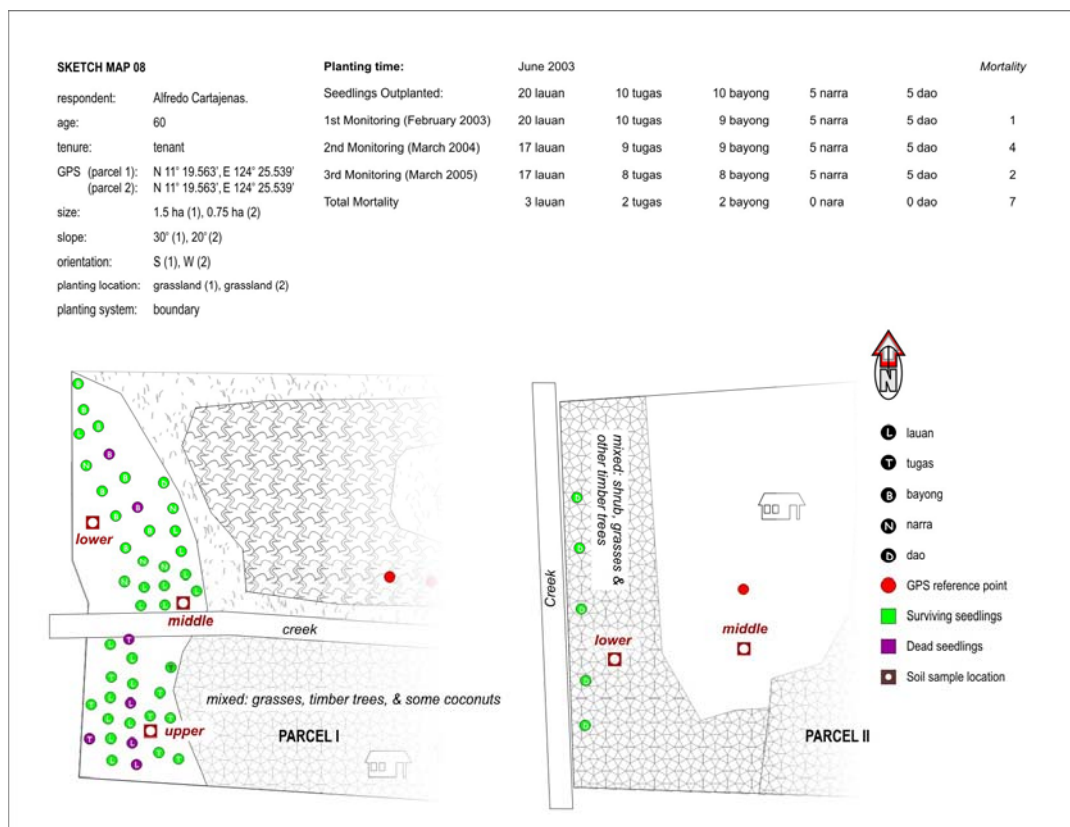 SKETCH MAP 08
respondent: Alfredo Cartajenas.
age: 60
tenure: tenant
GPS (parcel 1): N 11° 19.563', E 124° 25.539'
(parcel 2): N 11° 19.563', E 124° 25.539'
size: 1.5 ha (1), 0.75 ha (2)
slope: 30° (1), 20° (2)
orientation: S (1), W (2)
planting location: grassland (1), grassland (2)
planting system: boundary
Planting time: June 2003 Mortality
Seedlings Outplanted: 20 lauan 10 tugas 10 bayong 5 narra 5 dao
1st Monitoring (February 2003) 20 lauan 10 tugas 9 bayong 5 narra 5 dao 1
2nd Monitoring (March 2004) 17 lauan 9 tugas 9 bayong 5 narra 5 dao 4
3rd Monitoring (March 2005) 17 lauan 8 tugas 8 bayong 5 narra 5 dao 2
Total Mortality 3 lauan 2 tugas 2 bayong 0 nara 0 dao 7
lower
middle
creek
mixed: grasses, timber trees, & some coconuts
upper
PARCEL I
Creek
mixed: shrub, grasses &
other timber trees
lower
middle
PARCEL II
N
L lauan
T tugas
B bayong
N narra
D dao
GPS reference point
Surviving seedlings
Dead seedlings
Soil sample location